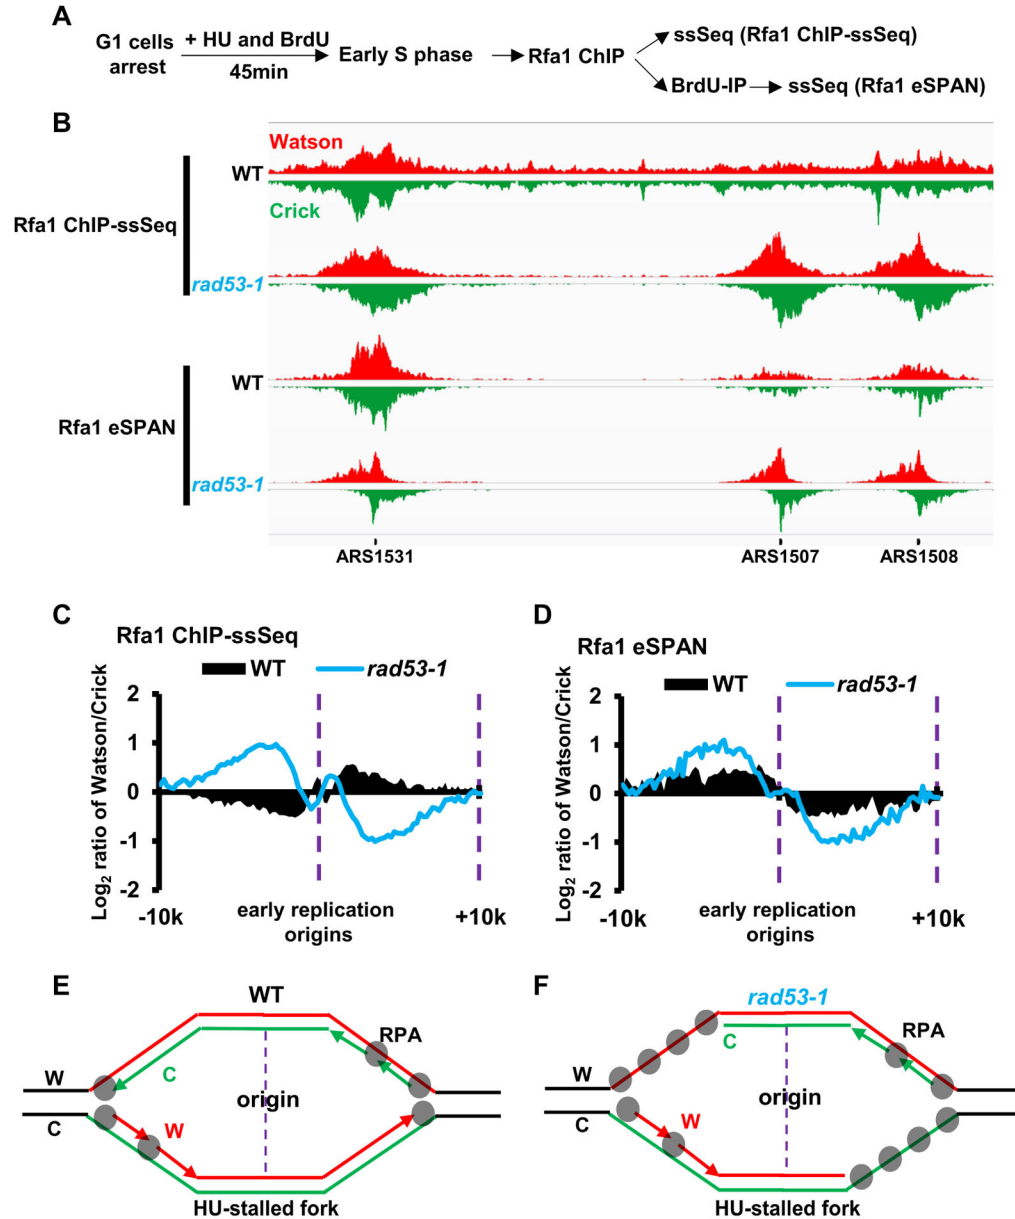 A
G1 cells
arrest
+ HU and BrdU
45min
Early S phase
Rfa1 ChIP
ssSeq (Rfa1 ChIP-ssSeq)
BrdU-IP
ssSeq (Rfa1 eSPAN)
B
Watson
WT
Crick
Rfa1 ChIP-ssSeq
rad53-1
WT
Rfa1 eSPAN
rad53-1
ARS1531
ARS1507
ARS1508
C
Rfa1 ChIP-ssSeq
WT
rad53-1
Log2 ratio of Watson/Crick
2
1
0
-1
-2
-10k
early replication
origins
+10k
D
Rfa1 eSPAN
WT
rad53-1
Log2 ratio of Watson/Crick
2
1
0
-1
-2
-10k
early replication
origins
+10k
E
WT
RPA
C
W
origin
C
W
HU-stalled fork
F
rad53-1
RPA
C
W
origin
C
W
HU-stalled fork